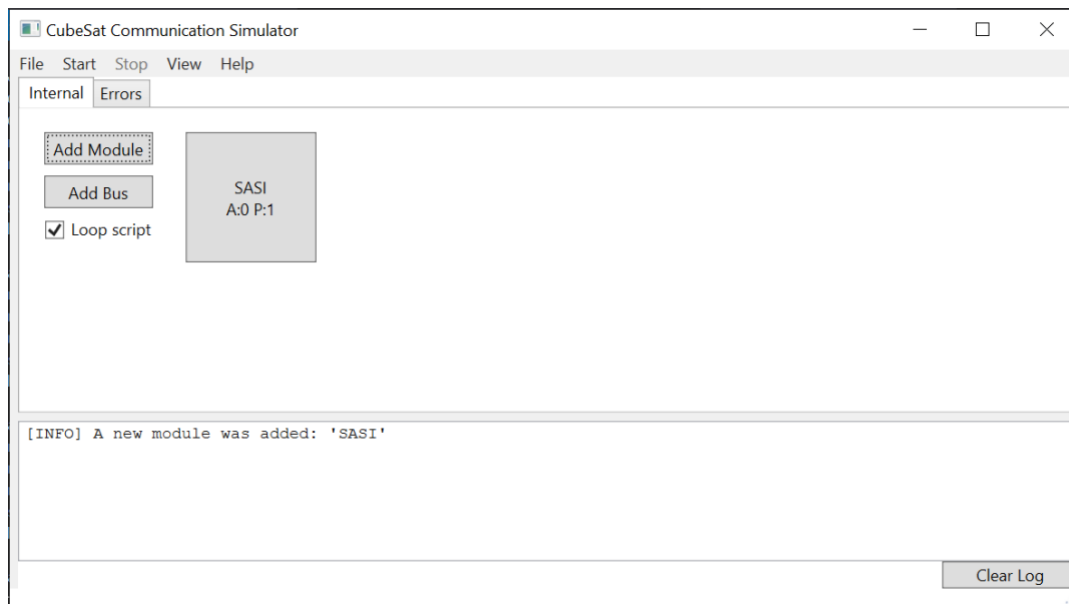 CubeSat Communication Simulator
File Start Stop View Help
Internal Errors
Add Module
Add Bus
Loop script
SASI
A:0 P:1
[INFO] A new module was added: 'SASI'
Clear Log